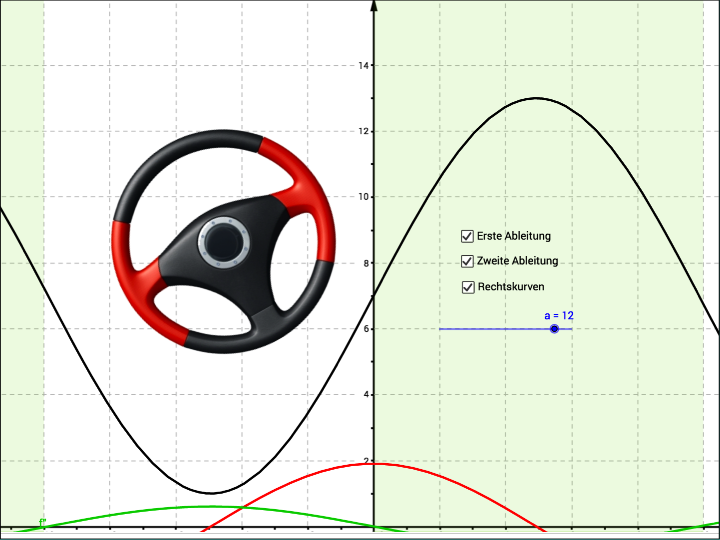 14
12
10
8
6
4
2
Erste Ableitung
Zweite Ableitung
Rechtskurven
a = 12
f''